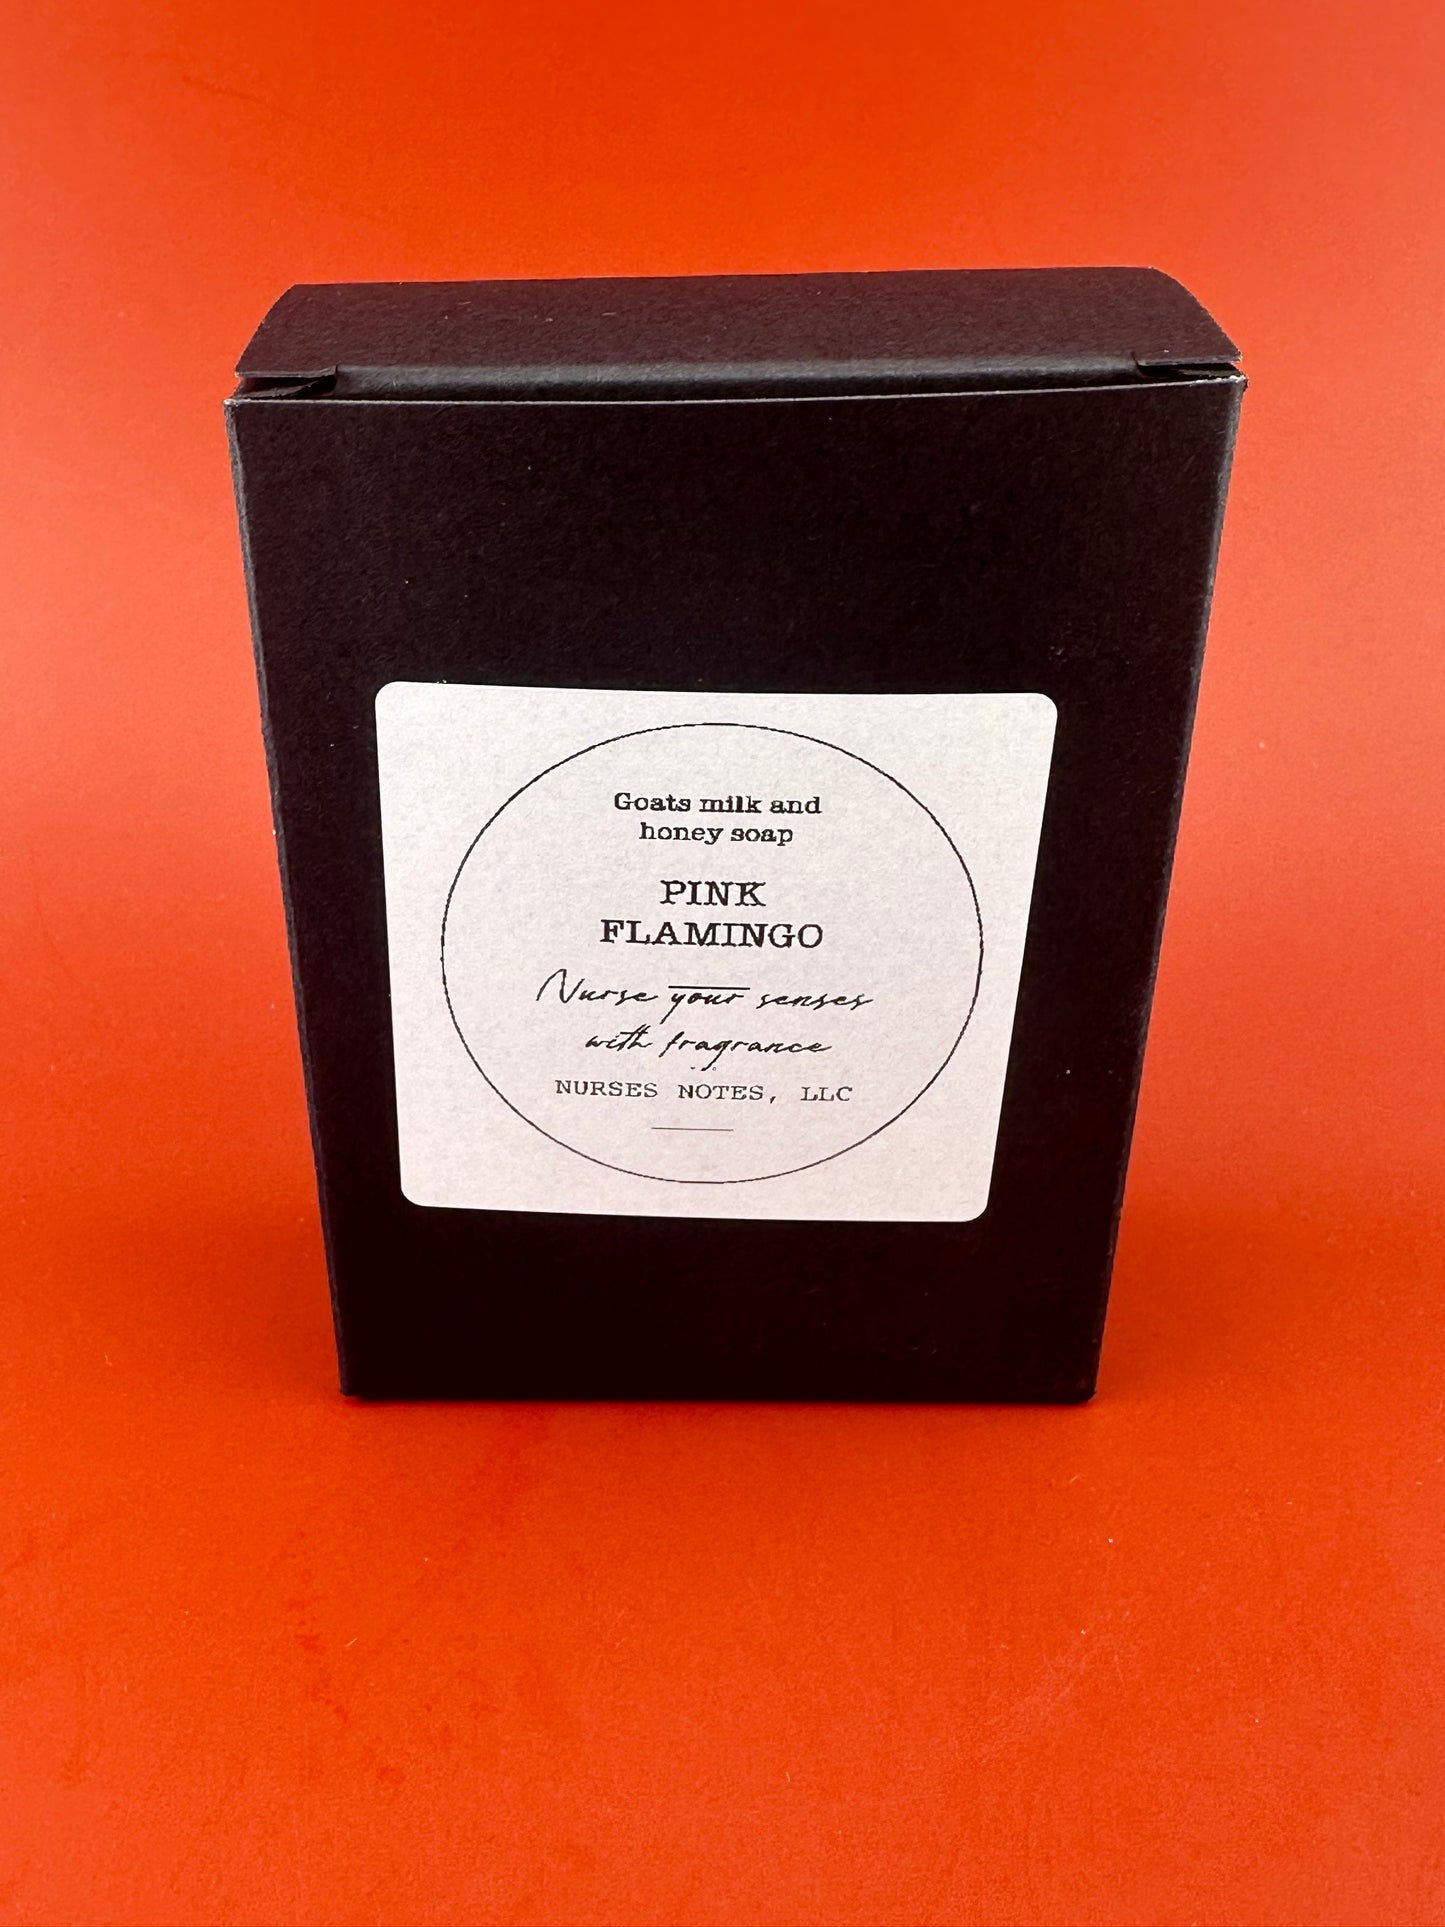 Goats milk and
honey soap
PINK
FLAMINGO
Nurse your senses
with fragrance
NURSES NOTES, LLC